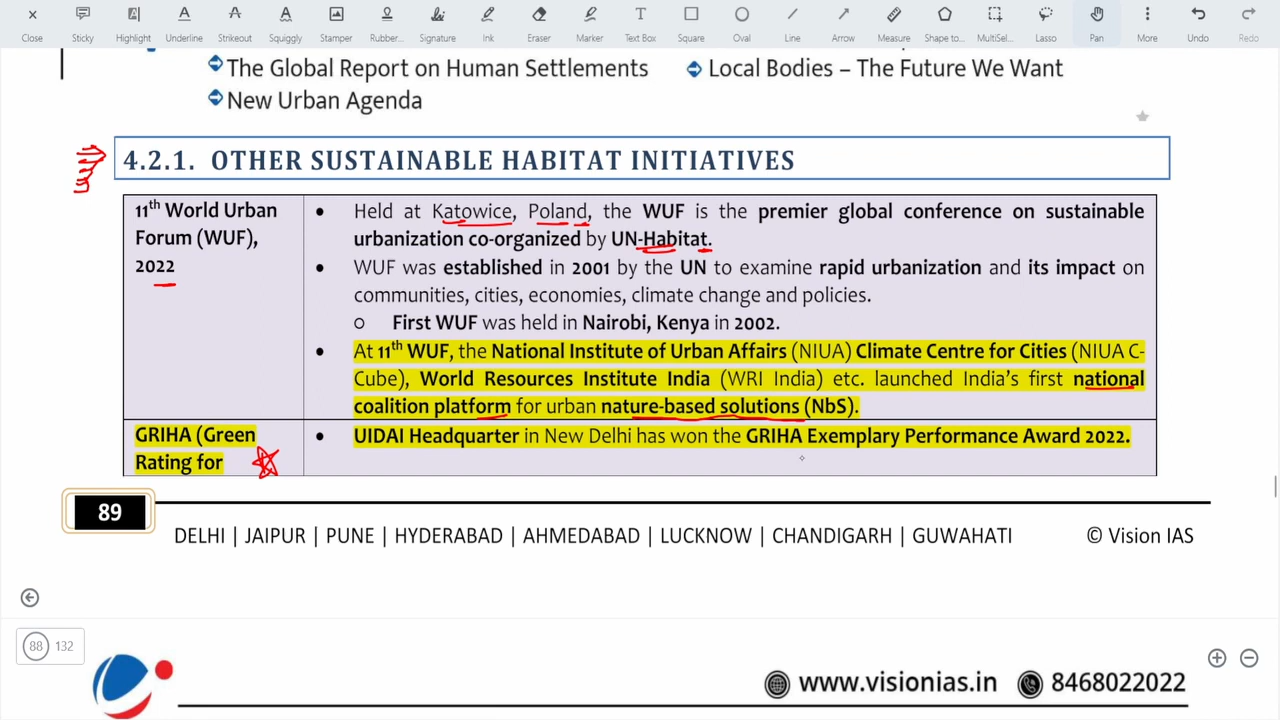 Close Sticky Highlight Underline Strikeout Squiggly Stamper Rubber... Signature Ink Eraser Marker Text Box Square Oval Line Arrow Measure Shape to... MultiSel... Lasso Pan More Undo Redo
The Global Report on Human Settlements Local Bodies – The Future We Want
New Urban Agenda
4.2.1. OTHER SUSTAINABLE HABITAT INITIATIVES
11th World Urban Forum (WUF), 2022
• Held at Katowice, Poland, the WUF is the premier global conference on sustainable
urbanization co-organized by UN-Habitat.
• WUF was established in 2001 by the UN to examine rapid urbanization and its impact on
communities, cities, economies, climate change and policies.
o First WUF was held in Nairobi, Kenya in 2002.
• At 11th WUF, the National Institute of Urban Affairs (NIUA) Climate Centre for Cities (NIUA C-
Cube), World Resources Institute India (WRI India) etc. launched India's first national
coalition platform for urban nature-based solutions (NbS).
GRIHA (Green
Rating for
• UIDAI Headquarter in New Delhi has won the GRIHA Exemplary Performance Award 2022.
89
DELHI | JAIPUR | PUNE | HYDERABAD | AHMEDABAD | LUCKNOW | CHANDIGARH | GUWAHATI © Vision IAS
88 132
www.visionias.in 8468022022